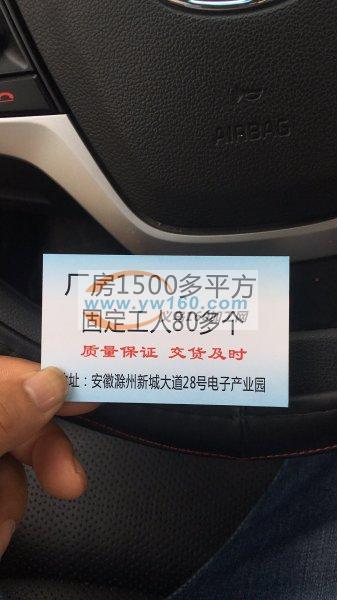 AIRBAG
厂房1500多平方
www.yw160.com
固定工人80多个
质量保证 交货及时
址：安徽滁州新城大道28号电子产业园